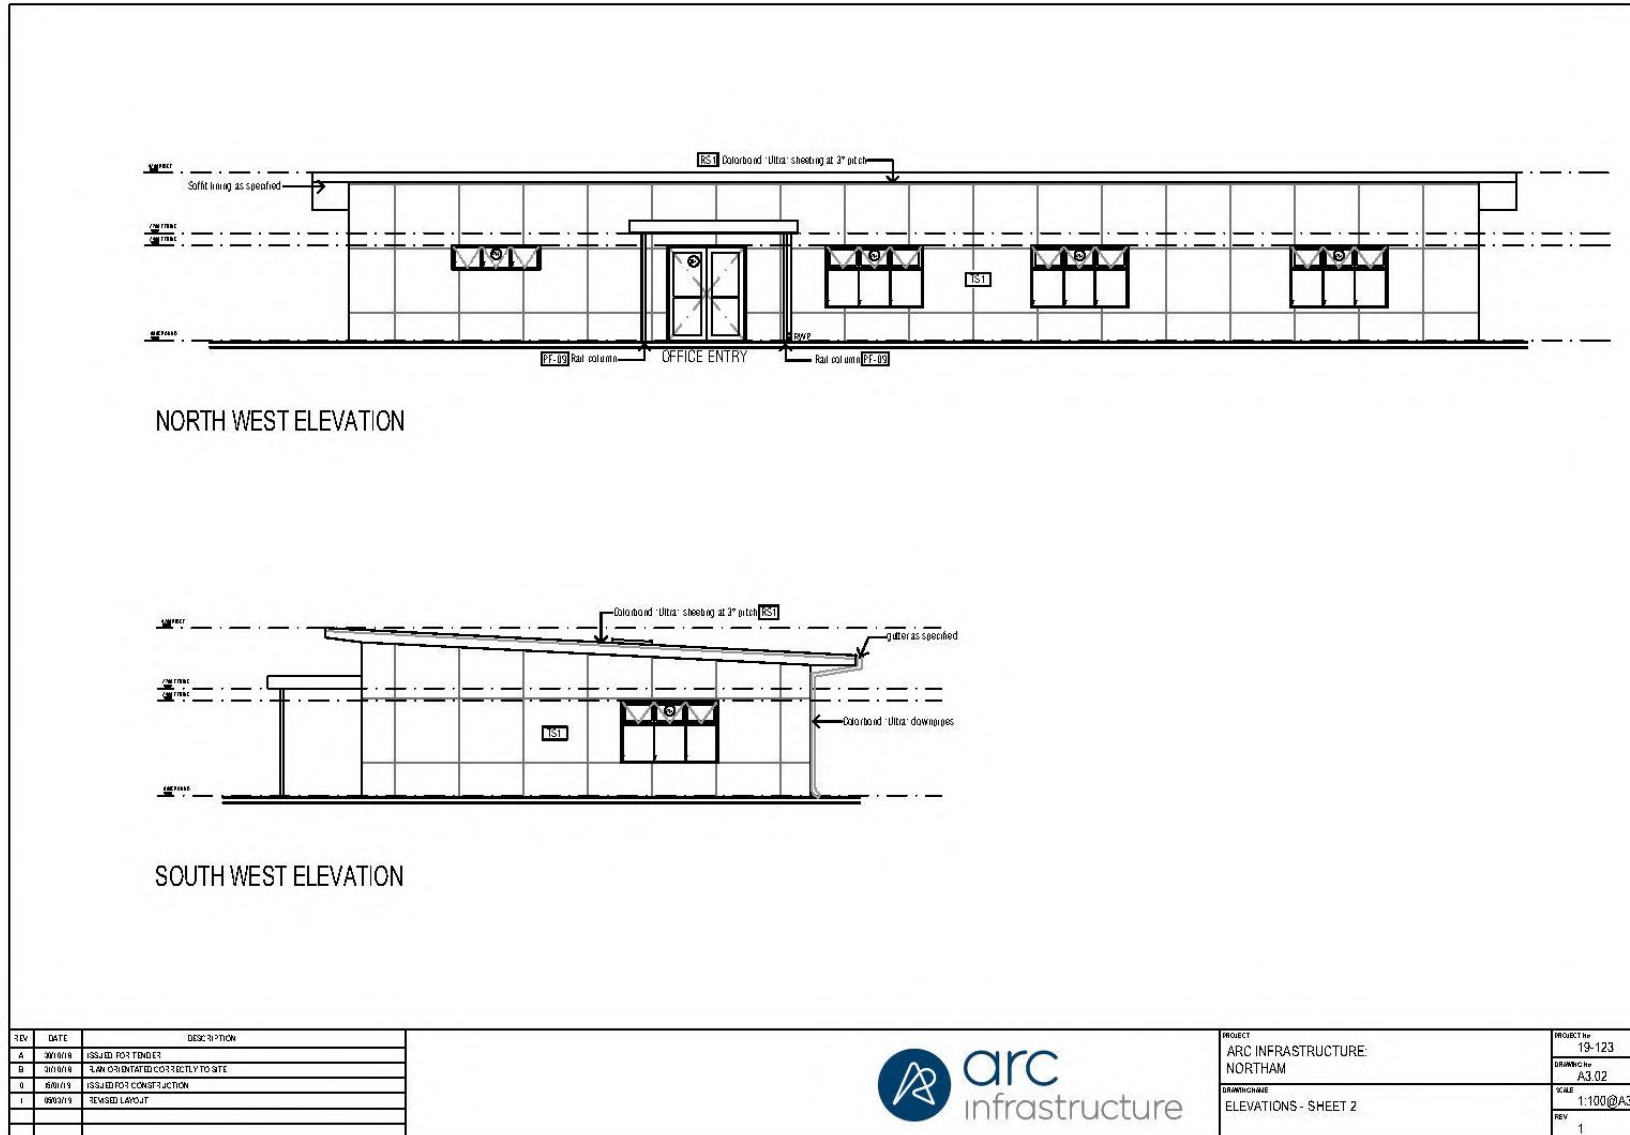 RS1 Colorbond 'Ultra' sheeting at 3° pitch
Soffit lining as specified
TS1
RWP
PF-09 Rail column
OFFICE ENTRY
Rail column PF-09
NORTH WEST ELEVATION
Colorbond 'Ultra' sheeting at 3° pitch RS1
gutter as specified
TS1
Colorbond 'Ultra' downpipes
SOUTH WEST ELEVATION
REV DATE DESCRIPTION
A ISSUED FOR TENDER
B PLAN ORIENTATED CORRECTLY TO SITE
0 ISSUED FOR CONSTRUCTION
1 REVISED LAYOUT
arc
infrastructure
PROJECT
ARC INFRASTRUCTURE:
NORTHAM
DRAWING NAME
ELEVATIONS - SHEET 2
PROJECT No
19-123
DRAWING No
A3.02
SCALE
1:100@A3
REV
1